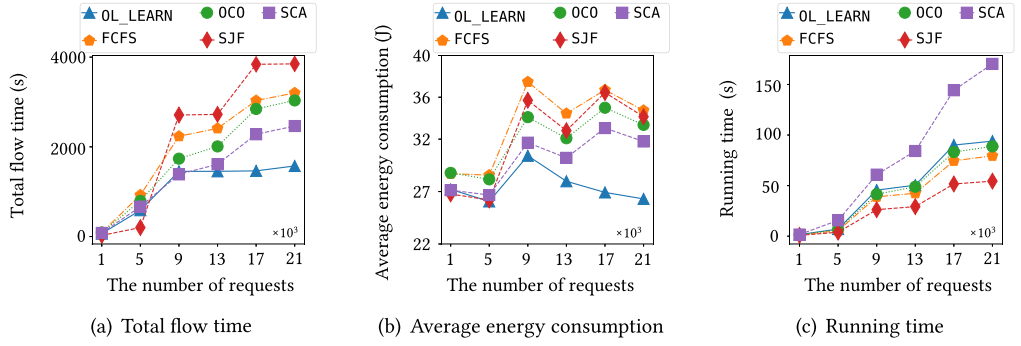 OL_LEARN OCO SCA
FCFS SJF
Total flow time (s)
4000
2000
0
×10³
1 5 9 13 17 21
The number of requests
(a) Total flow time
OL_LEARN OCO SCA
FCFS SJF
Average energy consumption (J)
40
36
32
27
22
×10³
1 5 9 13 17 21
The number of requests
(b) Average energy consumption
OL_LEARN OCO SCA
FCFS SJF
Running time (s)
150
100
50
0
×10³
1 5 9 13 17 21
The number of requests
(c) Running time